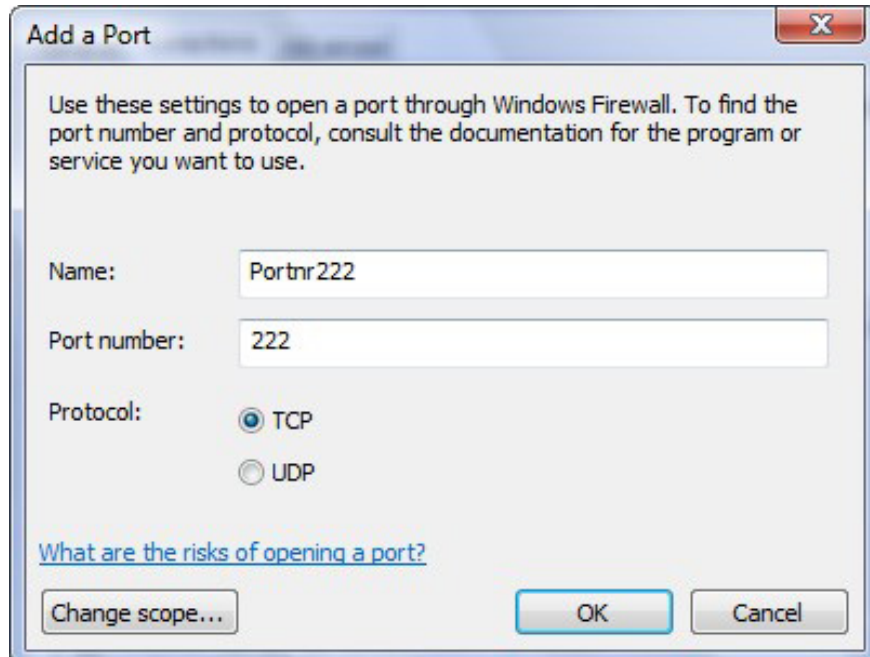 Add a Port
Use these settings to open a port through Windows Firewall. To find the
port number and protocol, consult the documentation for the program or
service you want to use.
Name: Portnr222
Port number: 222
Protocol: TCP
UDP
What are the risks of opening a port?
Change scope... OK Cancel